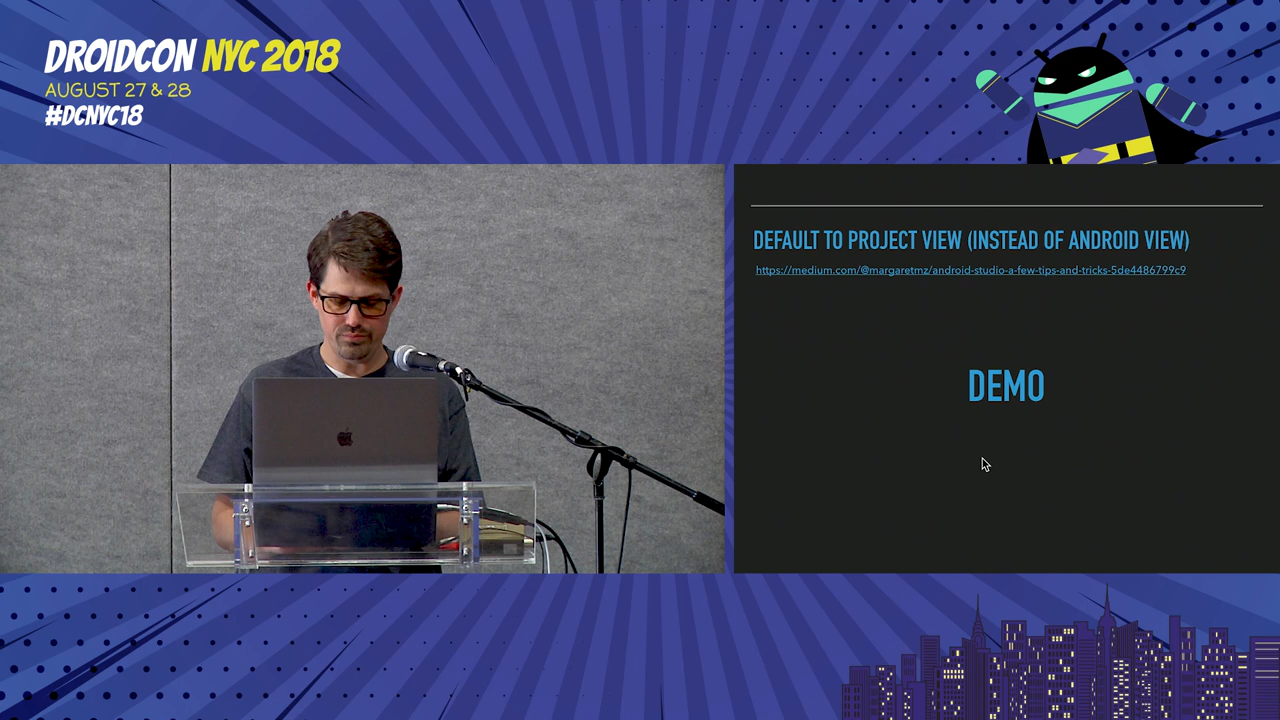 DROIDCON NYC 2018
AUGUST 27 & 28
#DCNYC18
DEFAULT TO PROJECT VIEW (INSTEAD OF ANDROID VIEW)
https://medium.com/@margaretmz/android-studio-a-few-tips-and-tricks-5de4486799c9
DEMO